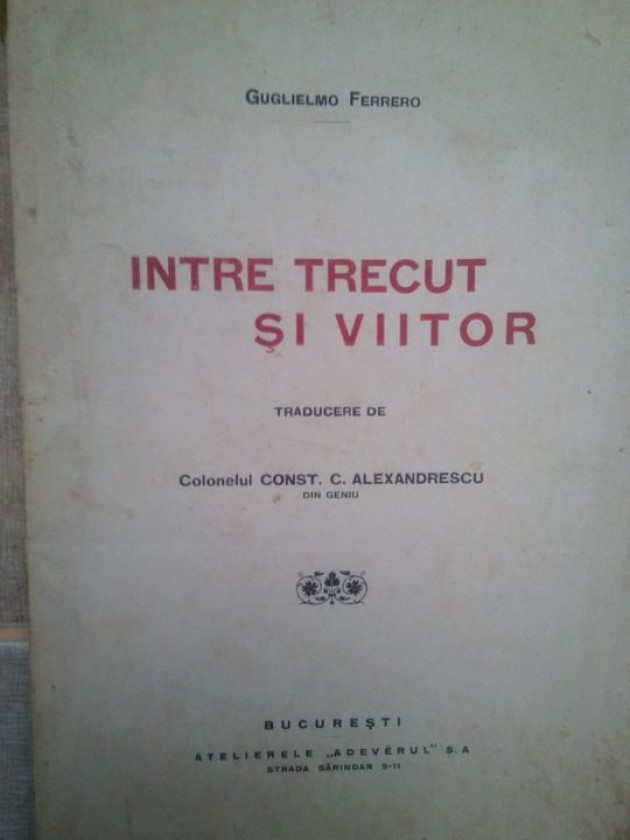 GUGLIELMO FERRERO
INTRE TRECUT
ŞI VIITOR
TRADUCERE DE
Colonelul CONST. C. ALEXANDRESCU
DIN GENIU
BUCUREŞTI
ATELIERELE „ADEVĔRUL" S.A
STRADA SĂRINDAR 9-11